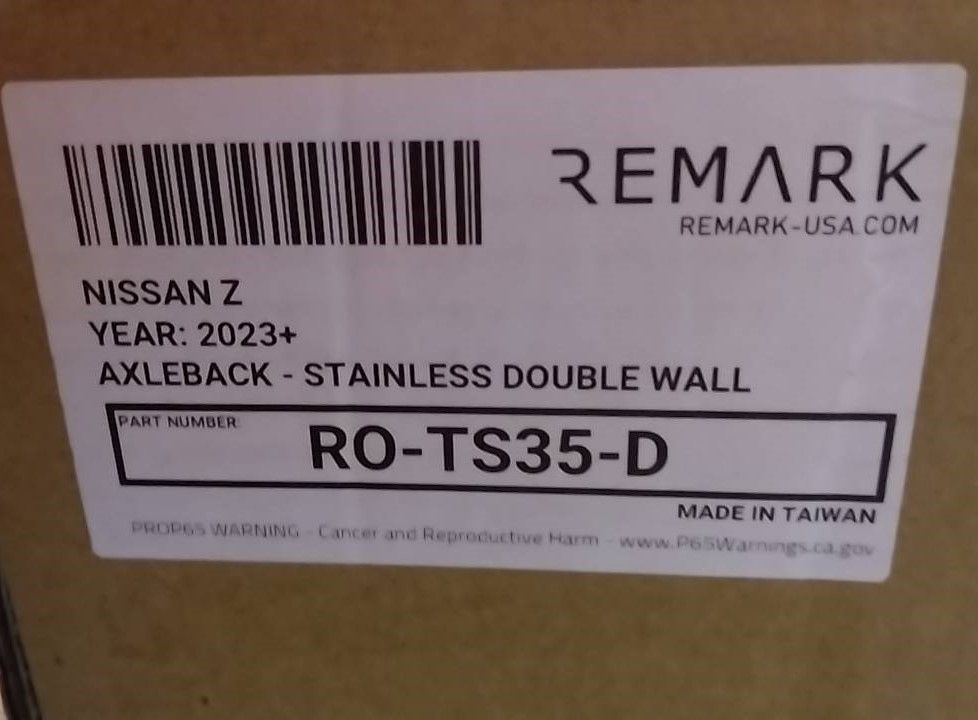 REMARK
REMARK-USA.COM
NISSAN Z
YEAR: 2023+
AXLEBACK - STAINLESS DOUBLE WALL
PART NUMBER:
RO-TS35-D
MADE IN TAIWAN
PROP65 WARNING - Cancer and Reproductive Harm - www.P65Warnings.ca.gov